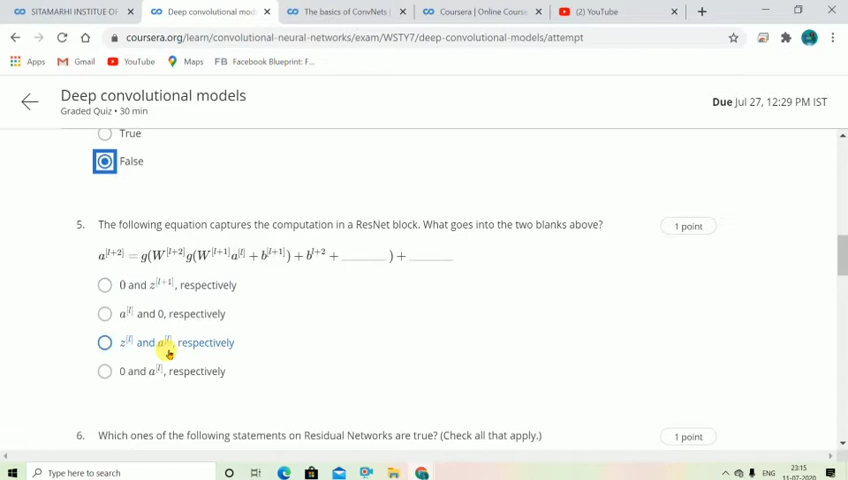 SITAMARHI INSTITUE OF
Deep convolutional mod
The basics of ConvNets |
Coursera | Online Course
(2) YouTube
coursera.org/learn/convolutional-neural-networks/exam/WSTY7/deep-convolutional-models/attempt
Apps Gmail YouTube Maps FB Facebook Blueprint: F...
Deep convolutional models
Graded Quiz • 30 min
Due Jul 27, 12:29 PM IST
True
False
5. The following equation captures the computation in a ResNet block. What goes into the two blanks above?
1 point
a^[l+2] = g(W^[l+2]g(W^[l+1]a^[l] + b^[l+1]) + b^l+2 + ______ ) + ______
0 and z^[l+1], respectively
a^[l] and 0, respectively
z^[l] and a^[l], respectively
0 and a^[l], respectively
6. Which ones of the following statements on Residual Networks are true? (Check all that apply.)
1 point
Type here to search
ENG
23:15
11-07-2020